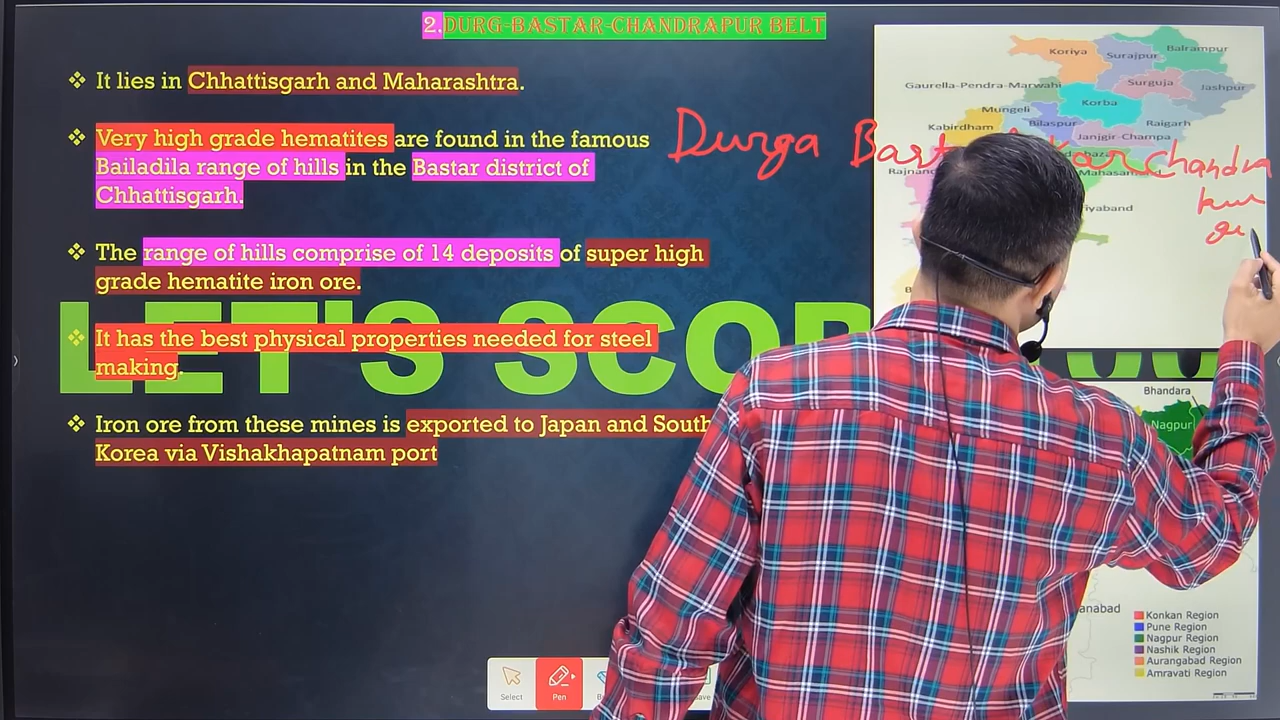 2.DURG-BASTAR-CHANDRAPUR BELT
❖ It lies in Chhattisgarh and Maharashtra.
❖ Very high grade hematites are found in the famous
Bailadila range of hills in the Bastar district of
Chhattisgarh.
❖ The range of hills comprise of 14 deposits of super high
grade hematite iron ore.
❖ It has the best physical properties needed for steel
making.
❖ Iron ore from these mines is exported to Japan and South
Korea via Vishakhapatnam port
Durga Bast kar Chandra
Koriya
Surajpur
Balrampur
Gaurella-Pendra-Marwahi
Surguja
Jashpur
Korba
Mungeli
Bilaspur
Raigarh
Kabirdham
Janjgir-Champa
Mahasamund
Bhandara
Nagpur
Konkan Region
Pune Region
Nagpur Region
Nashik Region
Aurangabad Region
Amravati Region
Select
Pen